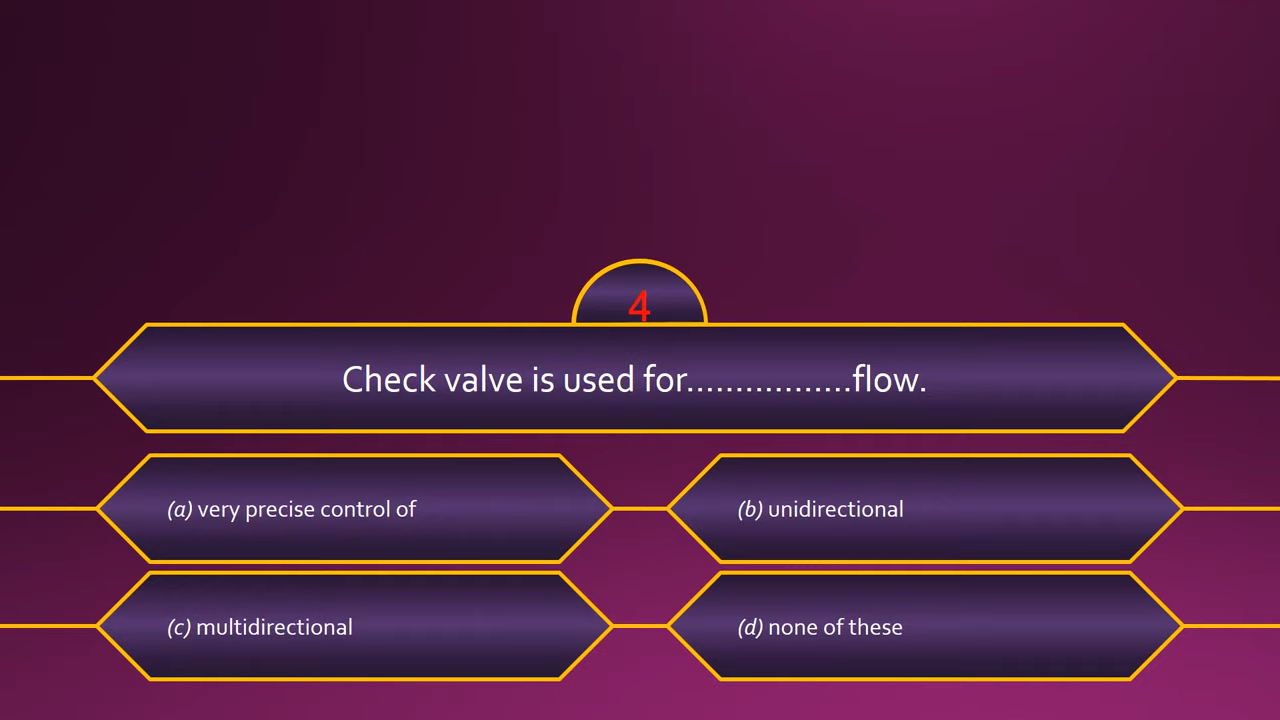 4
Check valve is used for.................flow.
(a) very precise control of
(b) unidirectional
(c) multidirectional
(d) none of these